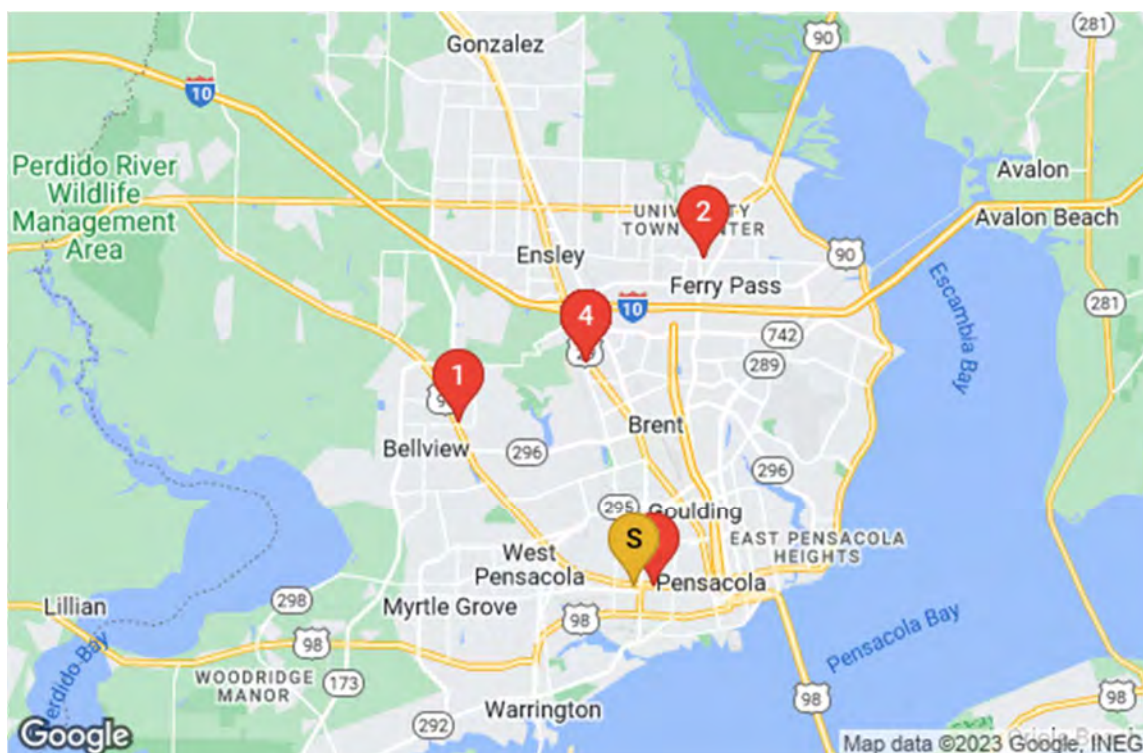 Gonzalez
90
281
10
Perdido River
Wildlife
Management
Area
Avalon
UNIVERSITY
TOWN CENTER
2
Avalon Beach
Ensley
90
Ferry Pass
Escambia
Bay
10
281
4
742
289
1
Brent
Bellview
296
296
295
Goulding
S
EAST PENSACOLA
HEIGHTS
West
Pensacola
Pensacola
298
Lillian
Myrtle Grove
98
98
Pensacola Bay
Perdido Bay
WOODRIDGE
MANOR
173
98
98
292
Warrington
Google
Map data ©2023 Google, INEG